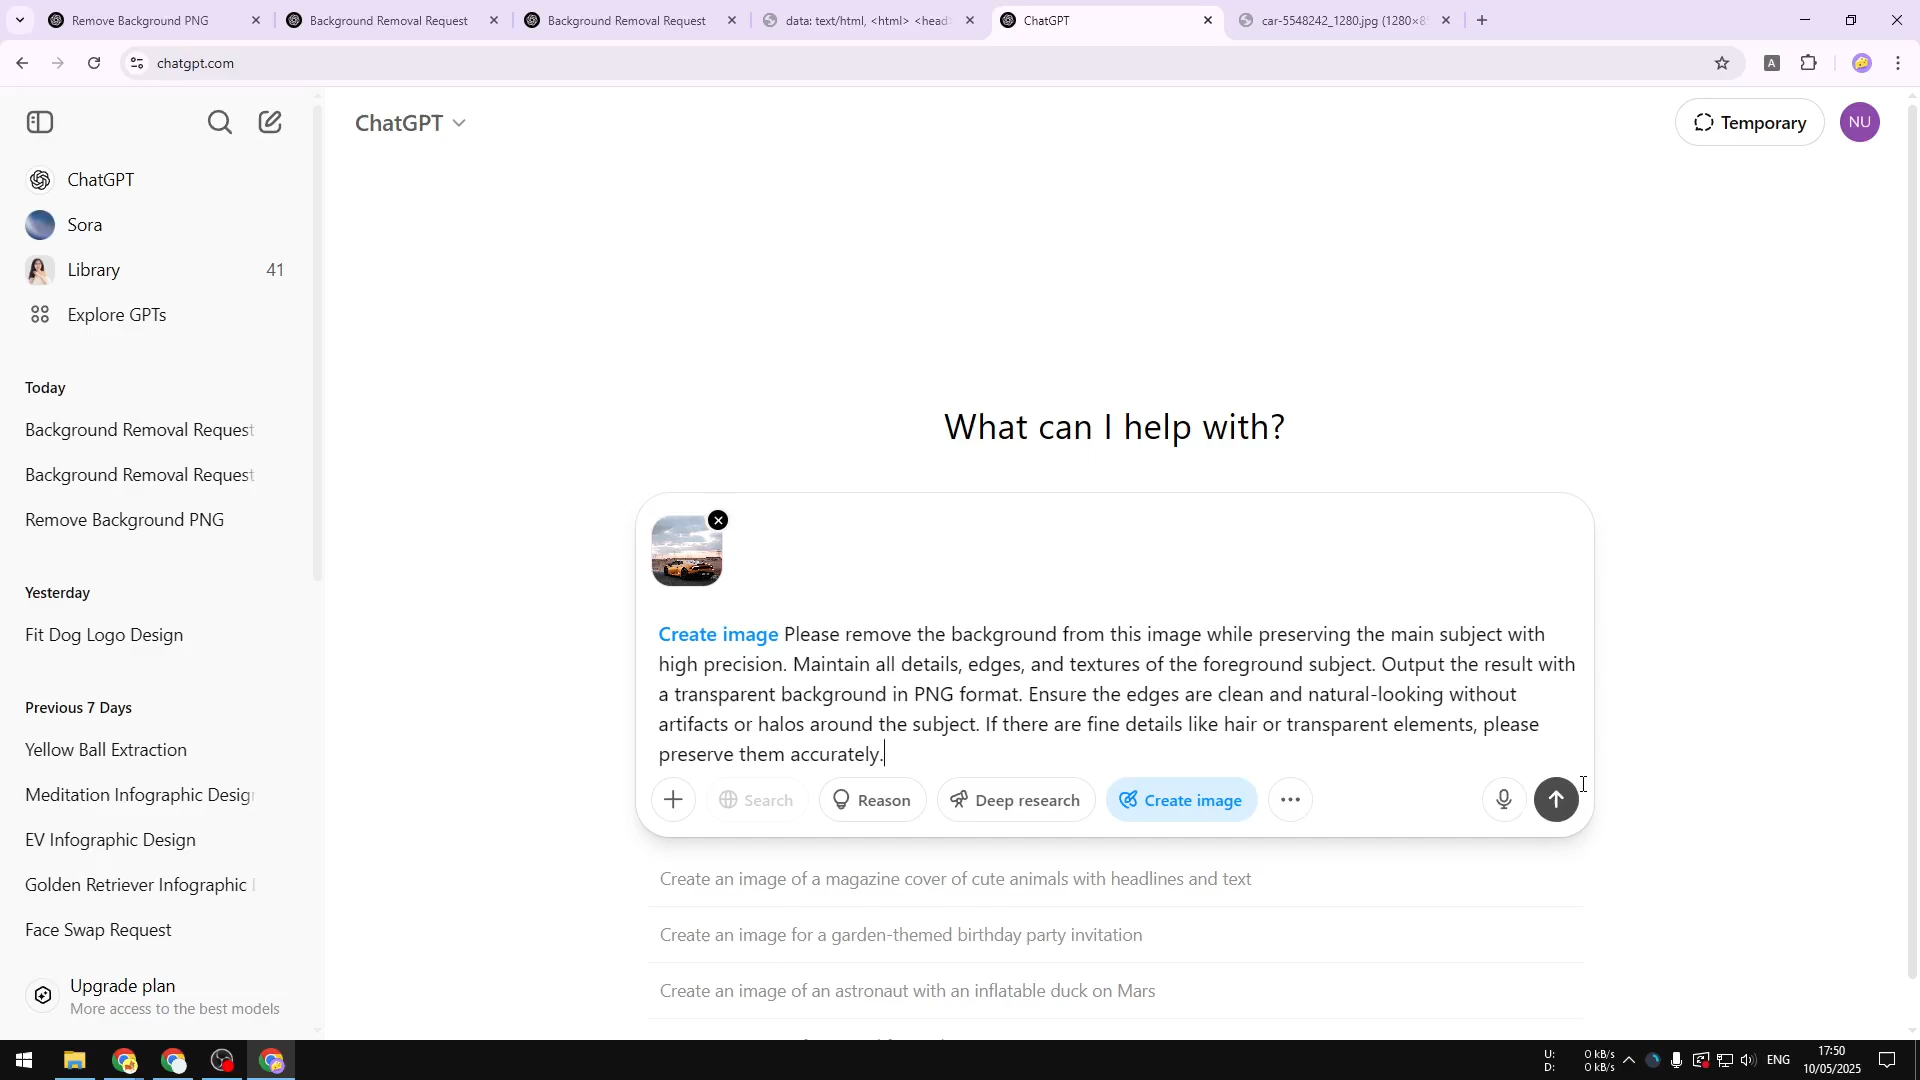 Remove Background PNG
Background Removal Request
Background Removal Request
data: text/html, <html> <head
ChatGPT
car-5548242_1280.jpg (1280×8
chatgpt.com
A
ChatGPT
Temporary
NU
ChatGPT
Sora
Library 41
Explore GPTs
Today
Background Removal Request
Background Removal Request
Remove Background PNG
Yesterday
Fit Dog Logo Design
Previous 7 Days
Yellow Ball Extraction
Meditation Infographic Design
EV Infographic Design
Golden Retriever Infographic
Face Swap Request
Upgrade plan
More access to the best models
What can I help with?
Create image Please remove the background from this image while preserving the main subject with
high precision. Maintain all details, edges, and textures of the foreground subject. Output the result with
a transparent background in PNG format. Ensure the edges are clean and natural-looking without
artifacts or halos around the subject. If there are fine details like hair or transparent elements, please
preserve them accurately.
Search
Reason
Deep research
Create image
Create an image of a magazine cover of cute animals with headlines and text
Create an image for a garden-themed birthday party invitation
Create an image of an astronaut with an inflatable duck on Mars
U: 0 kB/s
D: 0 kB/s
ENG
17:50
10/05/2025